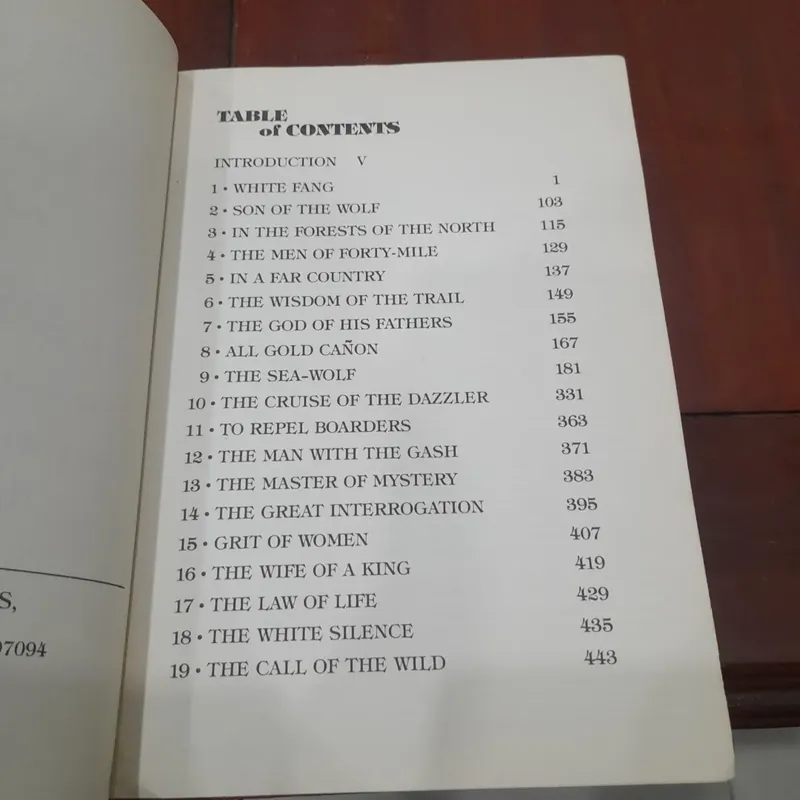 TABLE
of CONTENTS
INTRODUCTION V
1 • WHITE FANG 1
2 • SON OF THE WOLF 103
3 • IN THE FORESTS OF THE NORTH 115
4 • THE MEN OF FORTY-MILE 129
5 • IN A FAR COUNTRY 137
6 • THE WISDOM OF THE TRAIL 149
7 • THE GOD OF HIS FATHERS 155
8 • ALL GOLD CAÑON 167
9 • THE SEA-WOLF 181
10 • THE CRUISE OF THE DAZZLER 331
11 • TO REPEL BOARDERS 363
12 • THE MAN WITH THE GASH 371
13 • THE MASTER OF MYSTERY 383
14 • THE GREAT INTERROGATION 395
15 • GRIT OF WOMEN 407
16 • THE WIFE OF A KING 419
17 • THE LAW OF LIFE 429
18 • THE WHITE SILENCE 435
19 • THE CALL OF THE WILD 443
S,
07094